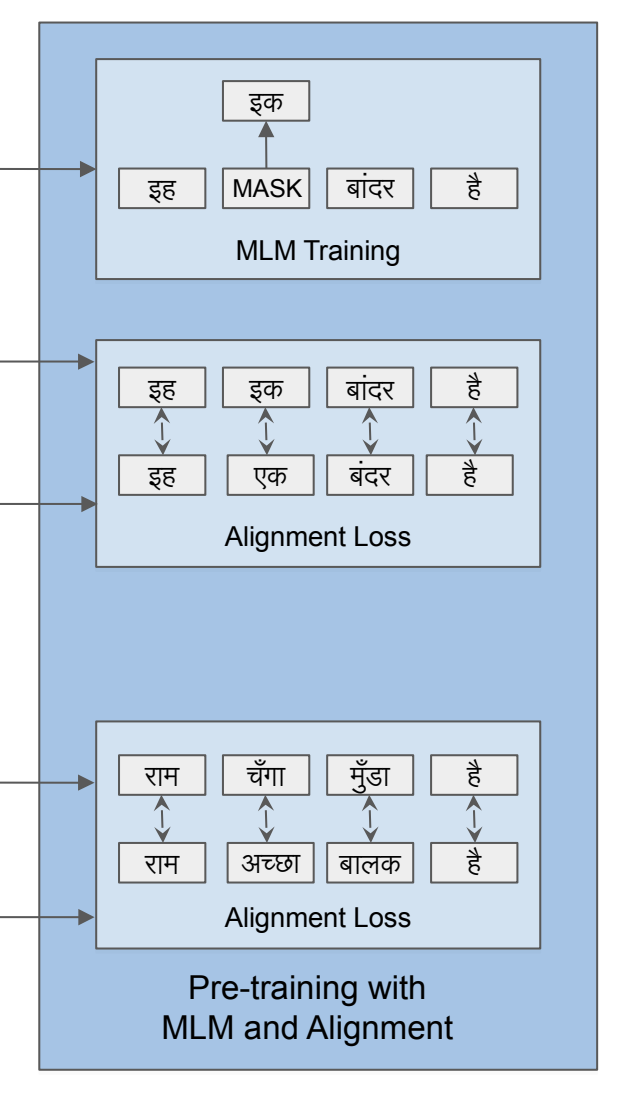 इक
इह MASK बांदर है
MLM Training
इह इक बांदर है
इह एक बंदर है
Alignment Loss
राम चँगा मुँडा है
राम अच्छा बालक है
Alignment Loss
Pre-training with
MLM and Alignment